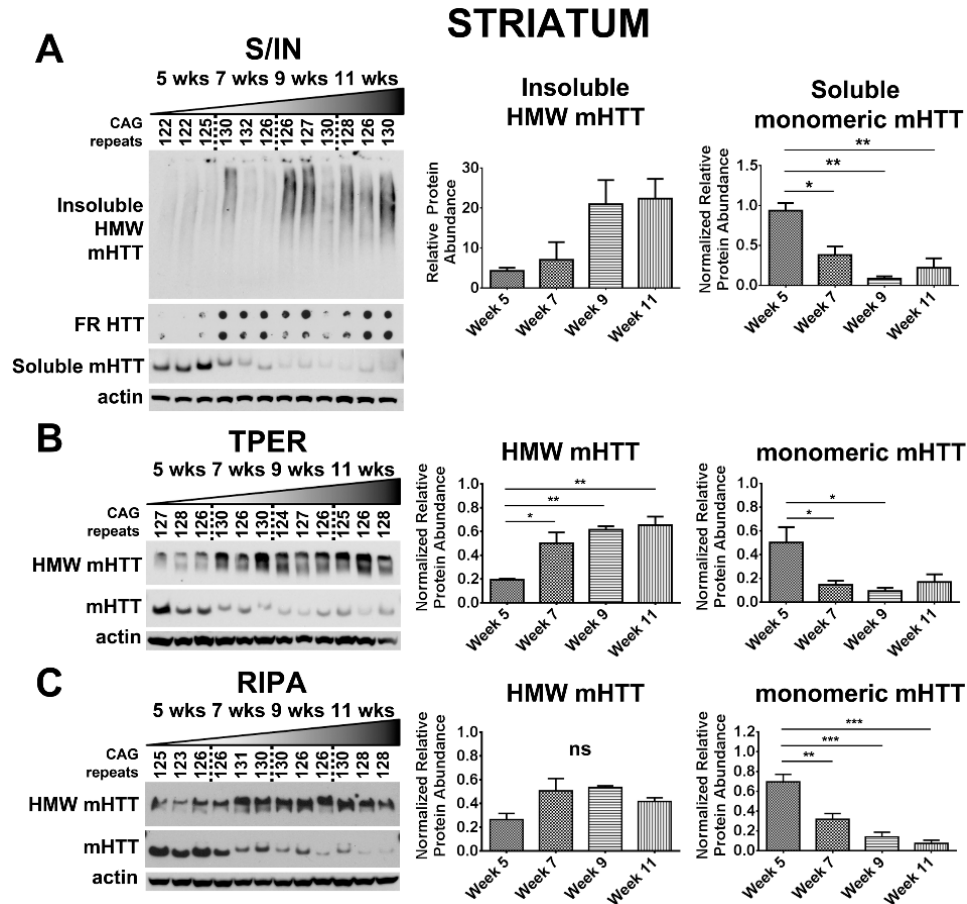 STRIATUM
A
S/IN
5 wks 7 wks 9 wks 11 wks
CAG
repeats
122 122 125 130 132 126 126 127 130 128 126 130
Insoluble
HMW
mHTT
FR HTT
Soluble mHTT
actin
Insoluble
HMW mHTT
Relative Protein
Abundance
30
20
10
0
Week 5 Week 7 Week 9 Week 11
Soluble
monomeric mHTT
Normalized Relative
Protein Abundance
1.5
1.0
0.5
0.0
**
**
*
Week 5 Week 7 Week 9 Week 11
B
TPER
5 wks 7 wks 9 wks 11 wks
CAG
repeats
127 128 126 130 126 130 124 127 126 125 126 128
HMW mHTT
mHTT
actin
HMW mHTT
Normalized Relative
Protein Abundance
1.0
0.8
0.6
0.4
0.2
0.0
**
**
*
Week 5 Week 7 Week 9 Week 11
monomeric mHTT
Normalized Relative
Protein Abundance
1.0
0.8
0.6
0.4
0.2
0.0
*
*
Week 5 Week 7 Week 9 Week 11
C
RIPA
5 wks 7 wks 9 wks 11 wks
CAG
repeats
125 123 126 126 131 130 130 126 126 130 128 128
HMW mHTT
mHTT
actin
HMW mHTT
Normalized Relative
Protein Abundance
1.0
0.8
0.6
0.4
0.2
0.0
ns
Week 5 Week 7 Week 9 Week 11
monomeric mHTT
Normalized Relative
Protein Abundance
1.2
1.0
0.8
0.6
0.4
0.2
0.0
***
***
**
Week 5 Week 7 Week 9 Week 11